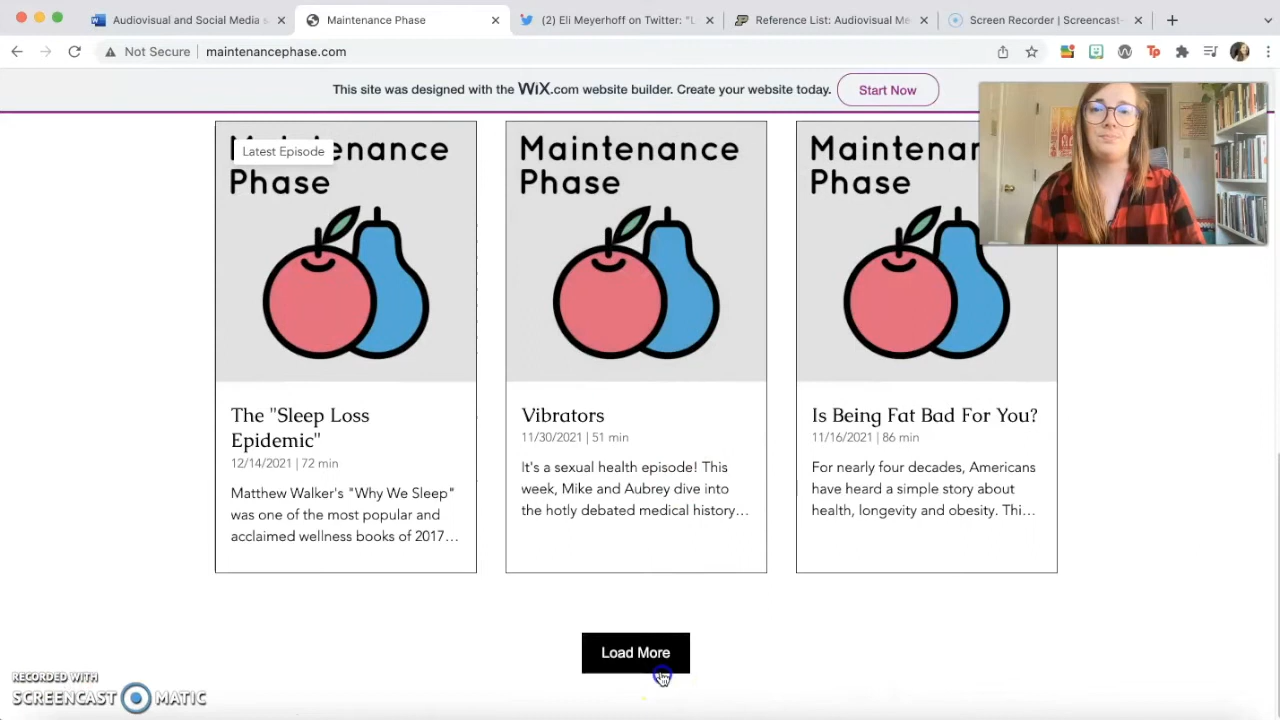 Audiovisual and Social Media
Maintenance Phase
(2) Eli Meyerhoff on Twitter: "L
Reference List: Audiovisual Me
Screen Recorder | Screencast-
Not Secure
maintenancephase.com
Tp
This site was designed with the WiX.com website builder. Create your website today.
Start Now
Latest Episode
Maintenance
Phase
Maintenance
Phase
Maintenan
Phase
The "Sleep Loss
Epidemic"
12/14/2021 | 72 min
Matthew Walker's "Why We Sleep"
was one of the most popular and
acclaimed wellness books of 2017...
Vibrators
11/30/2021 | 51 min
It's a sexual health episode! This
week, Mike and Aubrey dive into
the hotly debated medical history...
Is Being Fat Bad For You?
11/16/2021 | 86 min
For nearly four decades, Americans
have heard a simple story about
health, longevity and obesity. Thi...
Load More
RECORDED WITH
SCREENCAST MATIC